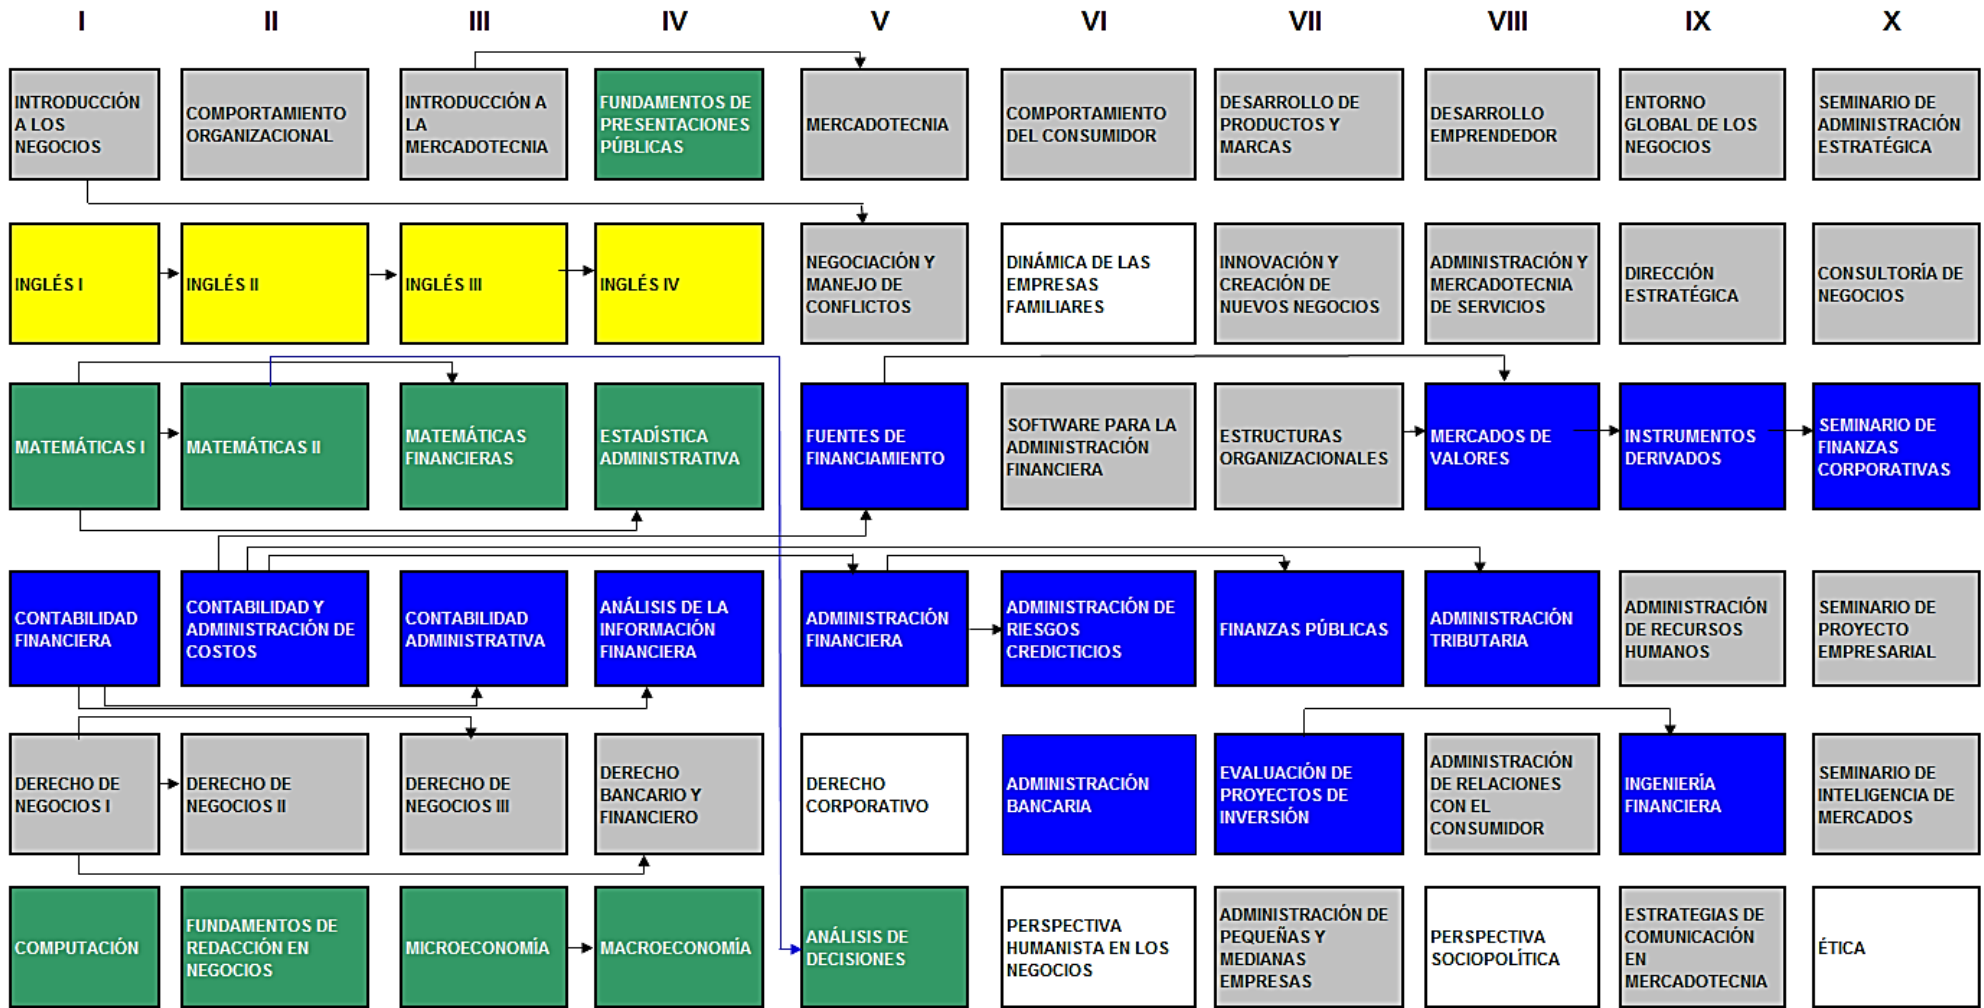 I II III IV V VI VII VIII IX X
INTRODUCCIÓN
A LOS
NEGOCIOS
COMPORTAMIENTO
ORGANIZACIONAL
INTRODUCCIÓN A
LA
MERCADOTECNIA
FUNDAMENTOS DE
PRESENTACIONES
PÚBLICAS
MERCADOTECNIA
COMPORTAMIENTO
DEL CONSUMIDOR
DESARROLLO DE
PRODUCTOS Y
MARCAS
DESARROLLO
EMPRENDEDOR
ENTORNO
GLOBAL DE LOS
NEGOCIOS
SEMINARIO DE
ADMINISTRACIÓN
ESTRATÉGICA
INGLÉS I
INGLÉS II
INGLÉS III
INGLÉS IV
NEGOCIACIÓN Y
MANEJO DE
CONFLICTOS
DINÁMICA DE LAS
EMPRESAS
FAMILIARES
INNOVACIÓN Y
CREACIÓN DE
NUEVOS NEGOCIOS
ADMINISTRACIÓN Y
MERCADOTECNIA
DE SERVICIOS
DIRECCIÓN
ESTRATÉGICA
CONSULTORÍA DE
NEGOCIOS
MATEMÁTICAS I
MATEMÁTICAS II
MATEMÁTICAS
FINANCIERAS
ESTADÍSTICA
ADMINISTRATIVA
FUENTES DE
FINANCIAMIENTO
SOFTWARE PARA LA
ADMINISTRACIÓN
FINANCIERA
ESTRUCTURAS
ORGANIZACIONALES
MERCADOS DE
VALORES
INSTRUMENTOS
DERIVADOS
SEMINARIO DE
FINANZAS
CORPORATIVAS
CONTABILIDAD
FINANCIERA
CONTABILIDAD Y
ADMINISTRACIÓN DE
COSTOS
CONTABILIDAD
ADMINISTRATIVA
ANÁLISIS DE LA
INFORMACIÓN
FINANCIERA
ADMINISTRACIÓN
FINANCIERA
ADMINISTRACIÓN DE
RIESGOS
CREDICTICIOS
FINANZAS PÚBLICAS
ADMINISTRACIÓN
TRIBUTARIA
ADMINISTRACIÓN
DE RECURSOS
HUMANOS
SEMINARIO DE
PROYECTO
EMPRESARIAL
DERECHO DE
NEGOCIOS I
DERECHO DE
NEGOCIOS II
DERECHO DE
NEGOCIOS III
DERECHO
BANCARIO Y
FINANCIERO
DERECHO
CORPORATIVO
ADMINISTRACIÓN
BANCARIA
EVALUACIÓN DE
PROYECTOS DE
INVERSIÓN
ADMINISTRACIÓN
DE RELACIONES
CON EL
CONSUMIDOR
INGENIERÍA
FINANCIERA
SEMINARIO DE
INTELIGENCIA DE
MERCADOS
COMPUTACIÓN
FUNDAMENTOS DE
REDACCIÓN EN
NEGOCIOS
MICROECONOMÍA
MACROECONOMÍA
ANÁLISIS DE
DECISIONES
PERSPECTIVA
HUMANISTA EN LOS
NEGOCIOS
ADMINISTRACIÓN DE
PEQUEÑAS Y
MEDIANAS
EMPRESAS
PERSPECTIVA
SOCIOPOLÍTICA
ESTRATEGIAS DE
COMUNICACIÓN
EN
MERCADOTECNIA
ÉTICA